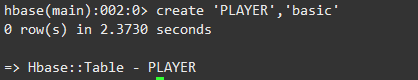 hbase(main):002:0> create 'PLAYER','basic'
0 row(s) in 2.3730 seconds
=> Hbase::Table - PLAYER